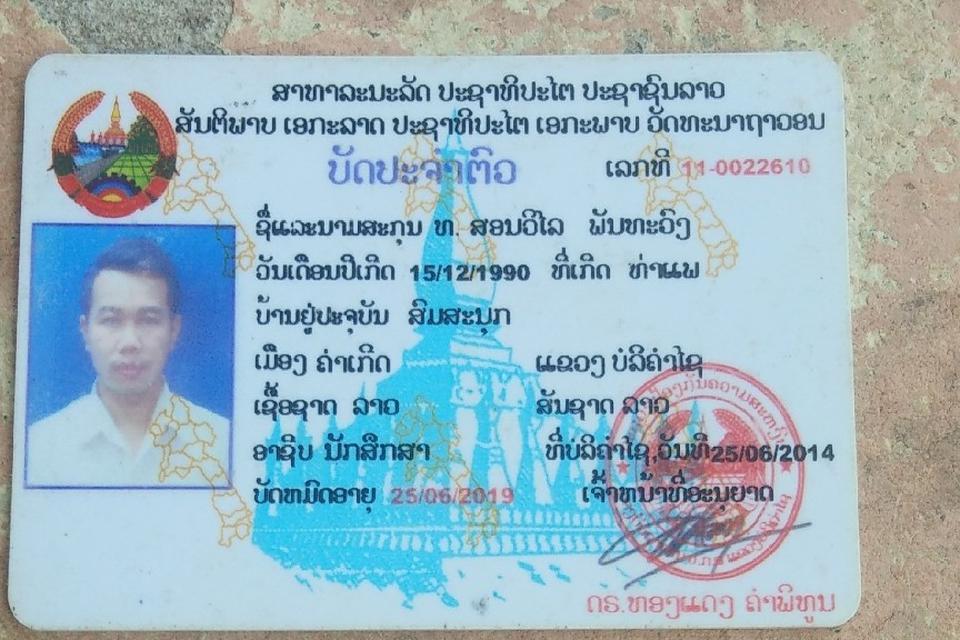 ສາທາລະນະລັດ ປະຊາທິປະໄຕ ປະຊາຊົນລາວ
ສັນຕິພາບ ເອກະລາດ ປະຊາທິປະໄຕ ເອກະພາບ ວັດທະນາຖາວອນ
ບັດປະຈຳຕົວ ເລກທີ 11-0022610
ຊື່ແລະນາມສະກຸນ ທ. ສອນວິໄລ ພັນທະວົງ
ວັນເດືອນປີເກີດ 15/12/1990 ທີ່ເກີດ ທ່າແພ
ບ້ານຢູ່ປະຈຸບັນ ສົມສະນຸກ
ເມືອງ ຄຳເກີດ ແຂວງ ບໍລິຄຳໄຊ
ເຊື້ອຊາດ ລາວ ສັນຊາດ ລາວ
ອາຊີບ ນັກສຶກສາ ທີ່ບໍລິຄຳໄຊ,ວັນທີ25/06/2014
ບັດຫມົດອາຍຸ 25/06/2019 ເຈົ້າຫນ້າທີ່ອະນຸຍາດ
ດຣ.ທອງແດງ ຄຳພິທູນ